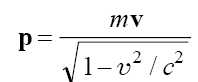 p = mv / √(1 − v² / c²)